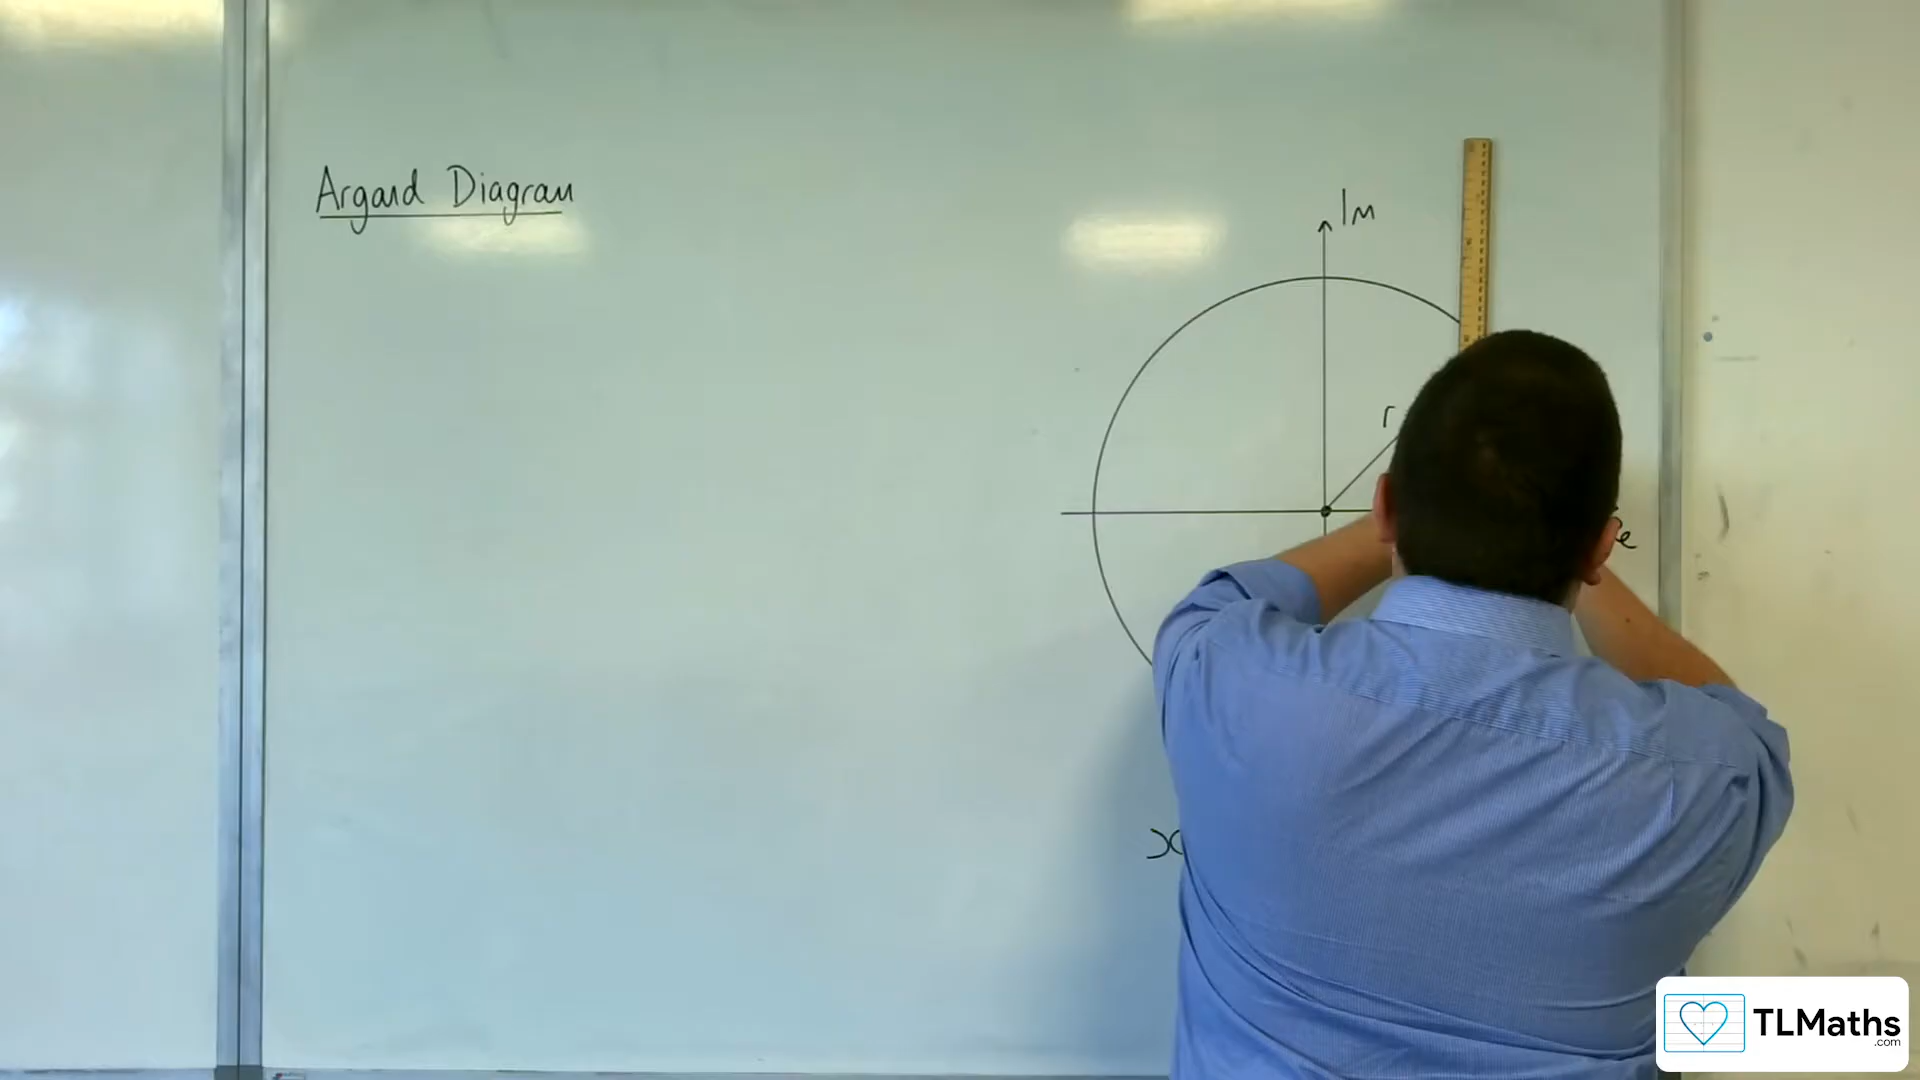 Argand Diagram
Im
r
e
x
TLMaths
.com